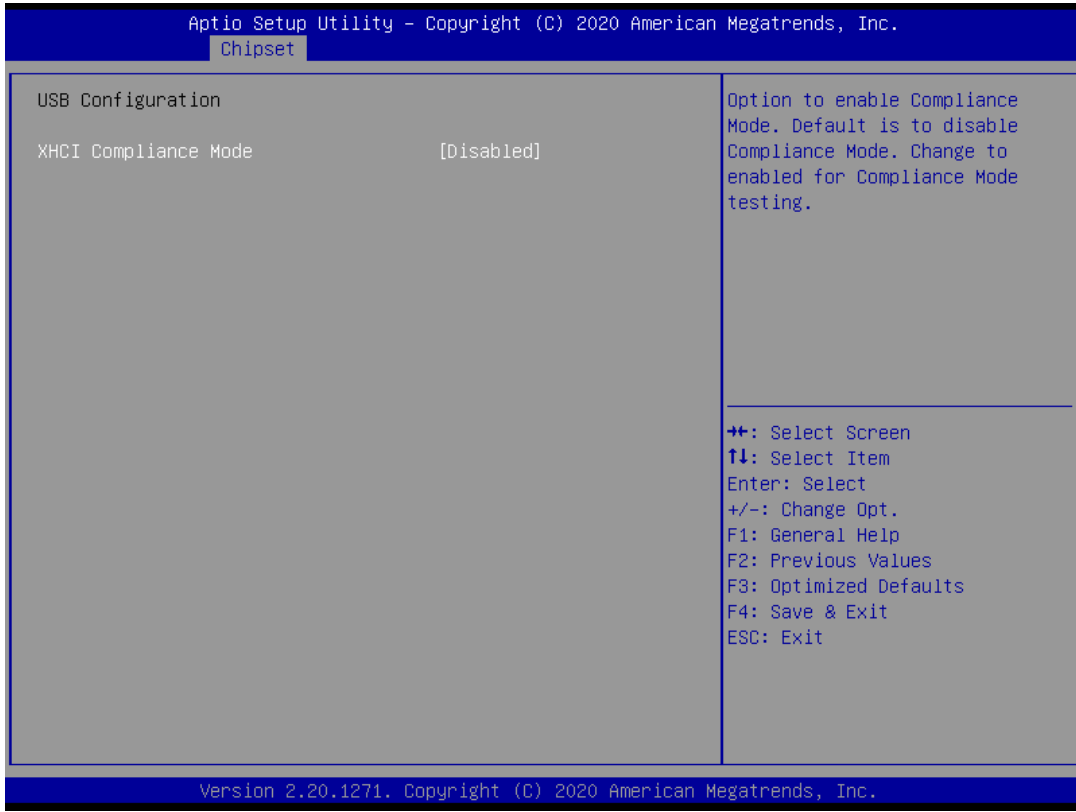 Aptio Setup Utility – Copyright (C) 2020 American Megatrends, Inc.
Chipset
USB Configuration
XHCI Compliance Mode [Disabled]
Option to enable Compliance
Mode. Default is to disable
Compliance Mode. Change to
enabled for Compliance Mode
testing.
→←: Select Screen
↑↓: Select Item
Enter: Select
+/-: Change Opt.
F1: General Help
F2: Previous Values
F3: Optimized Defaults
F4: Save & Exit
ESC: Exit
Version 2.20.1271. Copyright (C) 2020 American Megatrends, Inc.